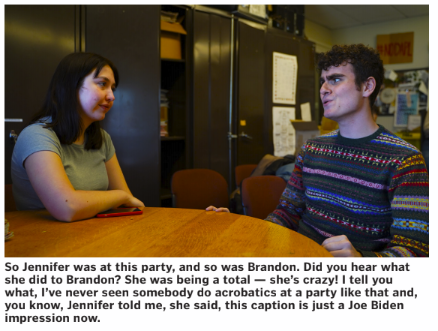 So Jennifer was at this party, and so was Brandon. Did you hear what
she did to Brandon? She was being a total — she's crazy! I tell you
what, I've never seen somebody do acrobatics at a party like that and,
you know, Jennifer told me, she said, this caption is just a Joe Biden
impression now.